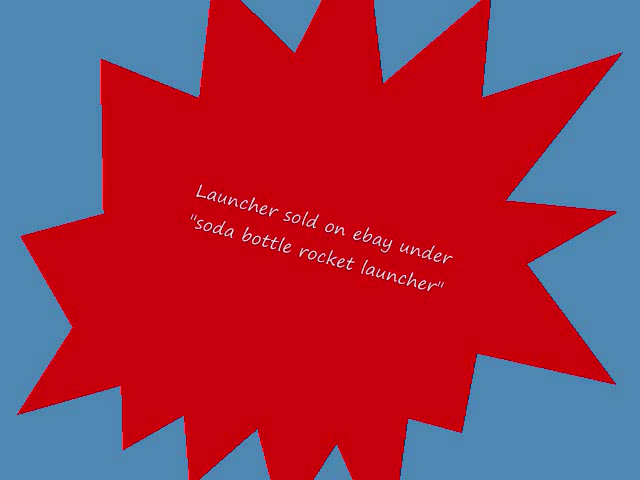 Launcher sold on ebay under
"soda bottle rocket launcher"